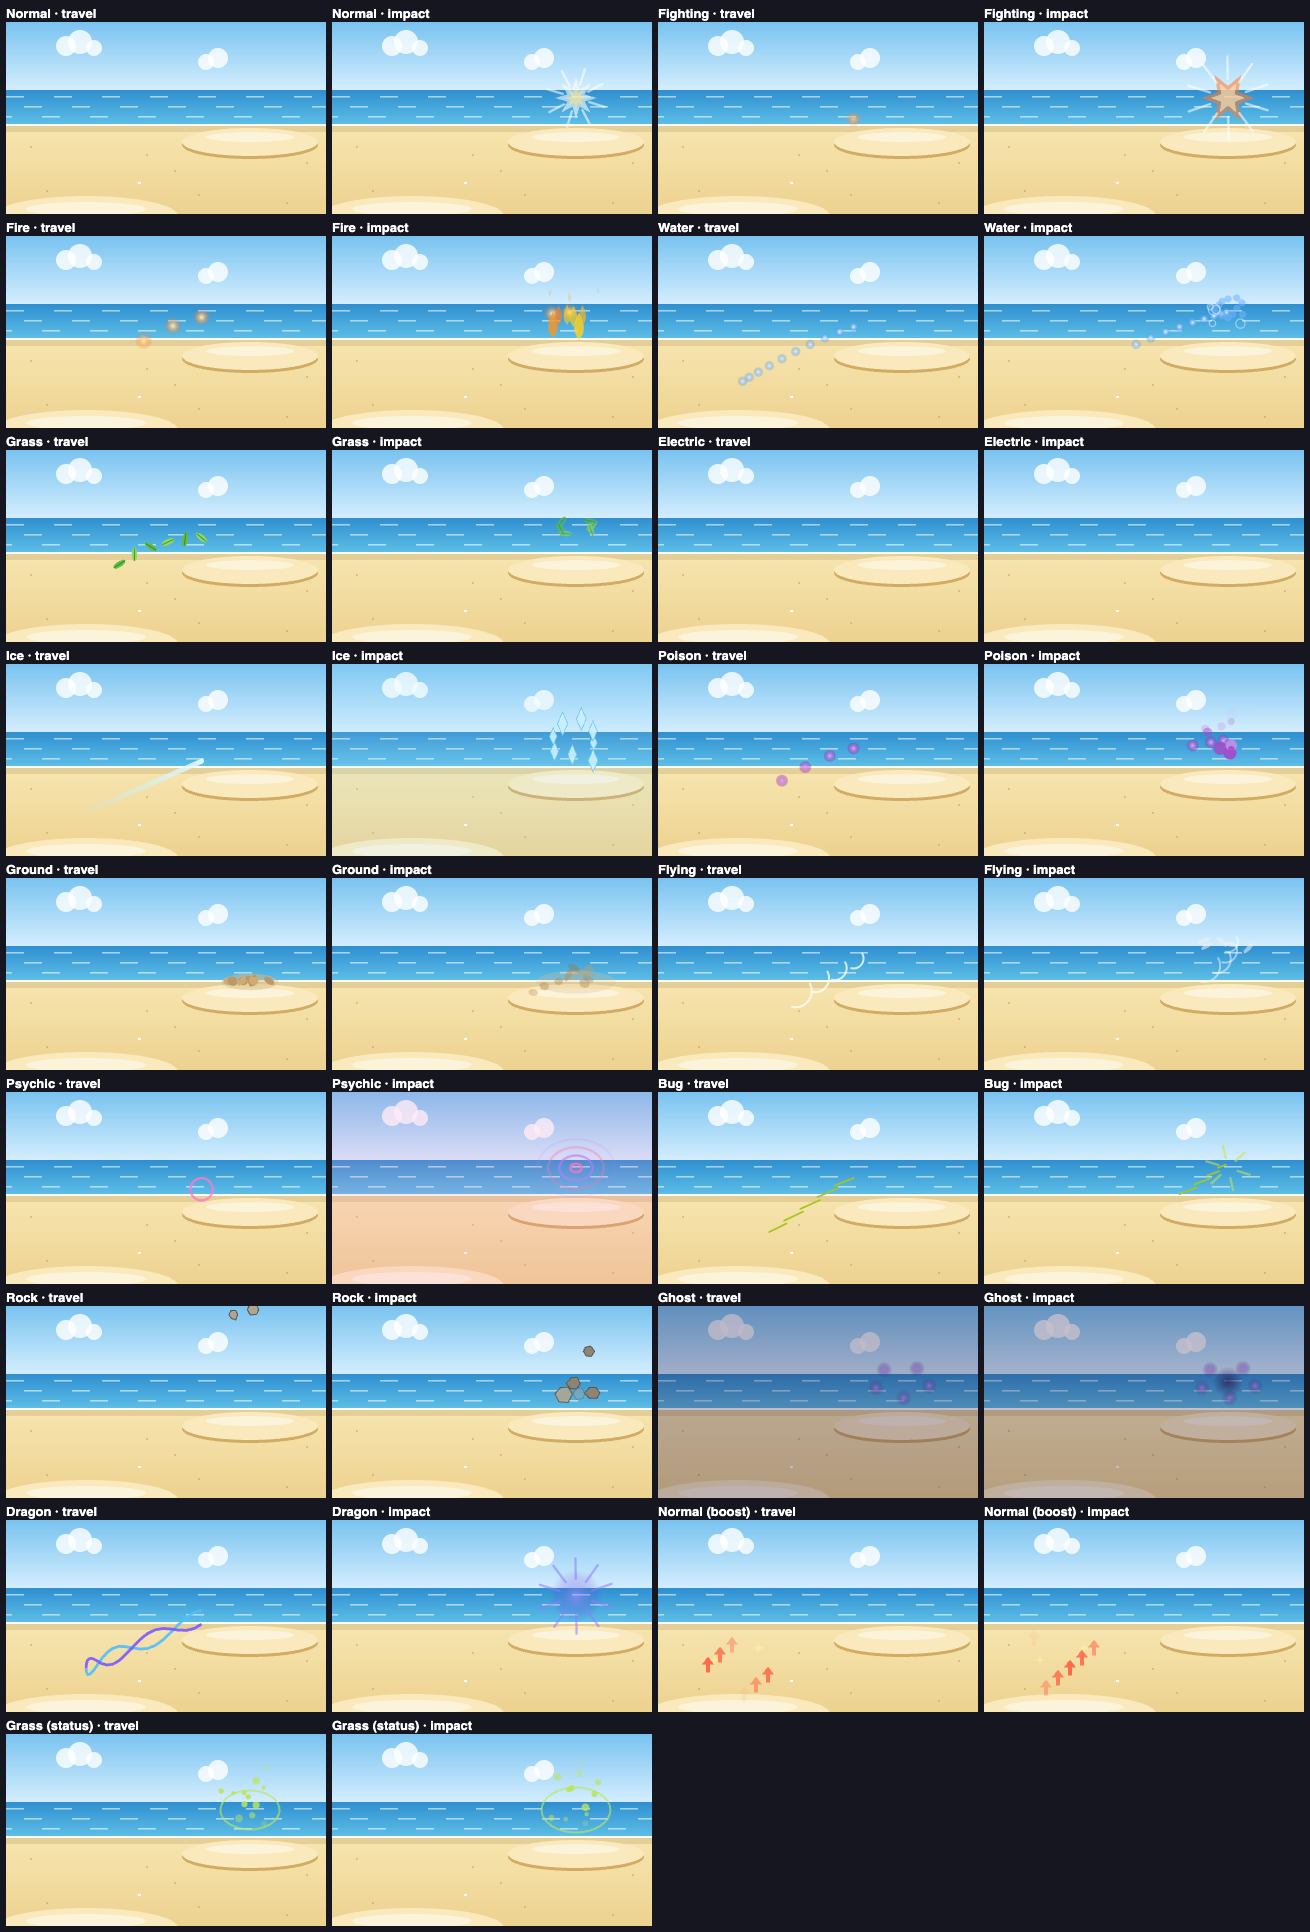 Normal · travel
Normal · impact
Fighting · travel
Fighting · impact
Fire · travel
Fire · impact
Water · travel
Water · impact
Grass · travel
Grass · impact
Electric · travel
Electric · impact
Ice · travel
Ice · impact
Poison · travel
Poison · impact
Ground · travel
Ground · impact
Flying · travel
Flying · impact
Psychic · travel
Psychic · impact
Bug · travel
Bug · impact
Rock · travel
Rock · impact
Ghost · travel
Ghost · impact
Dragon · travel
Dragon · impact
Normal (boost) · travel
Normal (boost) · impact
Grass (status) · travel
Grass (status) · impact